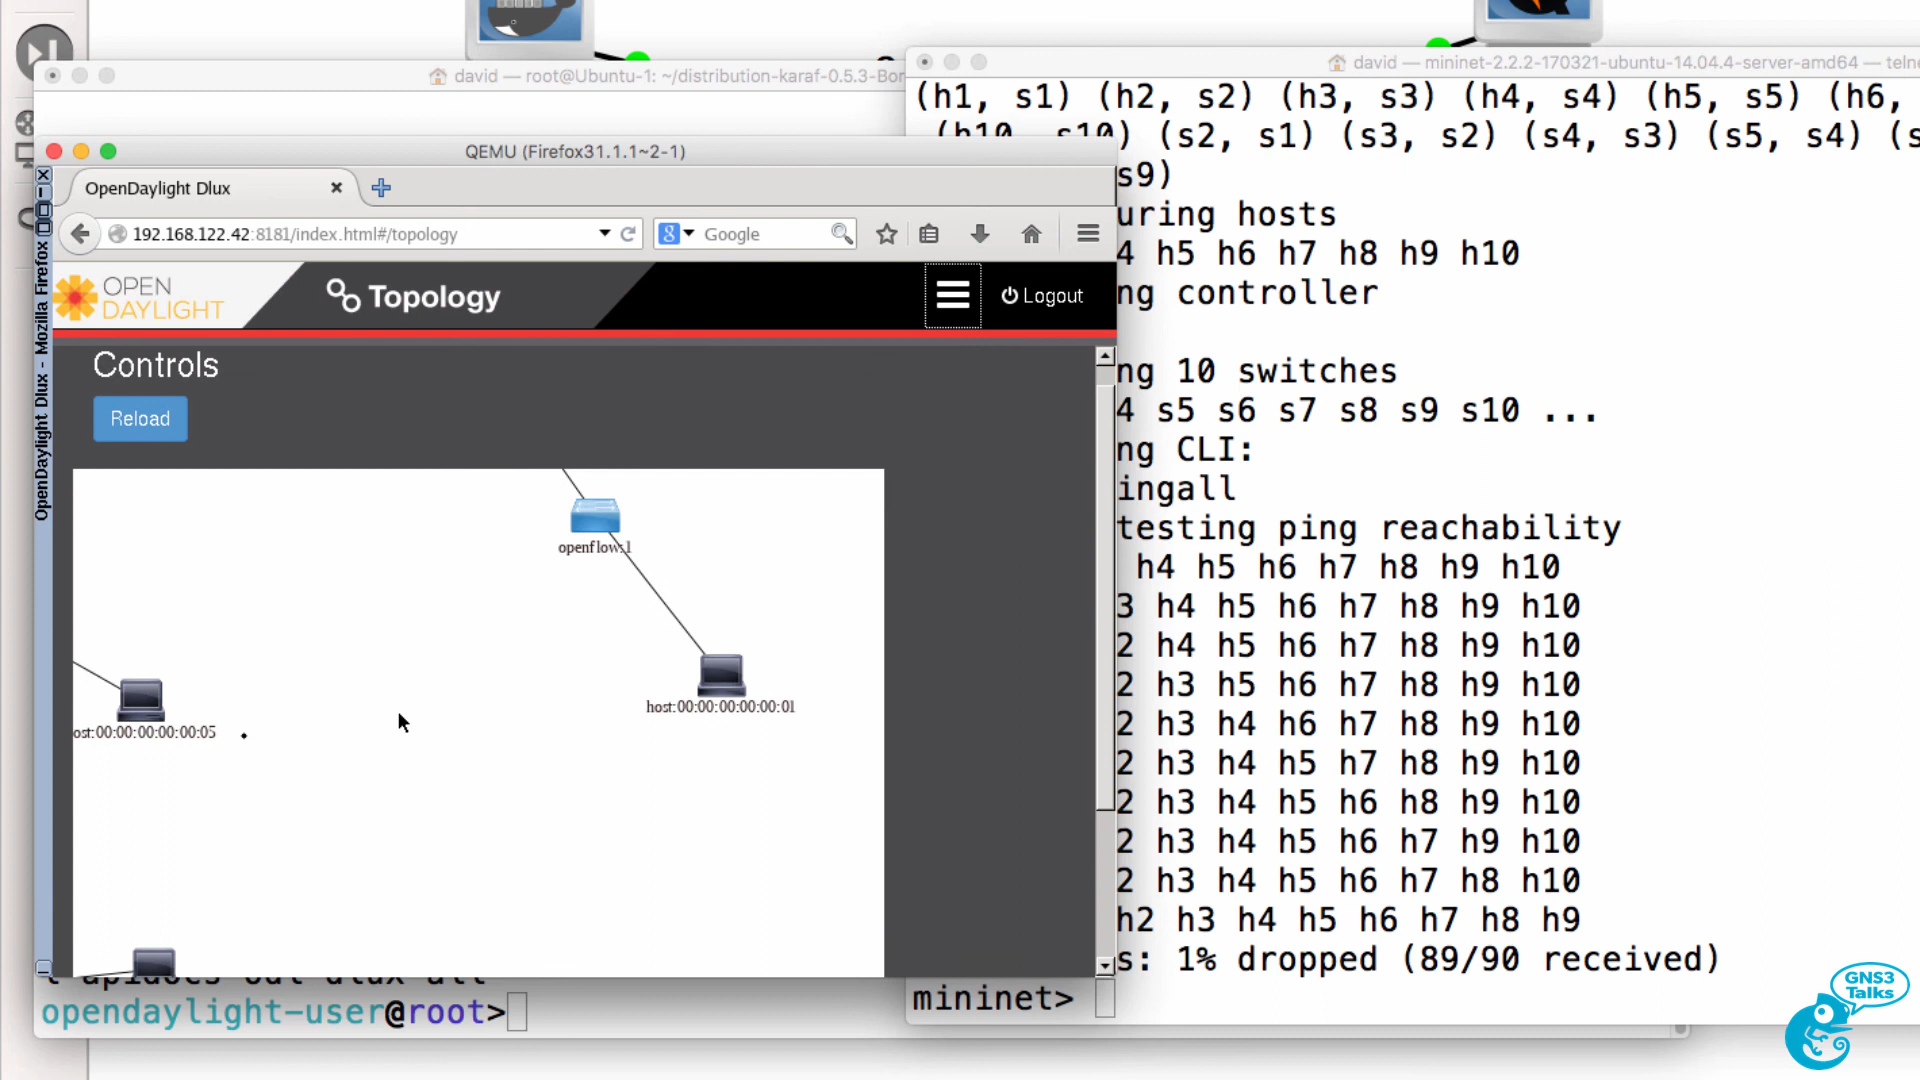 david — root@Ubuntu-1: ~/distribution-karaf-0.5.3-Bor
david — mininet-2.2.2-170321-ubuntu-14.04.4-server-amd64 — teln
(h1, s1) (h2, s2) (h3, s3) (h4, s4) (h5, s5) (h6,
(h10, s10) (s2, s1) (s3, s2) (s4, s3) (s5, s4) (s
s9)
uring hosts
4 h5 h6 h7 h8 h9 h10
ng controller
ng 10 switches
4 s5 s6 s7 s8 s9 s10 ...
ng CLI:
ingall
testing ping reachability
h4 h5 h6 h7 h8 h9 h10
3 h4 h5 h6 h7 h8 h9 h10
2 h4 h5 h6 h7 h8 h9 h10
2 h3 h5 h6 h7 h8 h9 h10
2 h3 h4 h6 h7 h8 h9 h10
2 h3 h4 h5 h7 h8 h9 h10
2 h3 h4 h5 h6 h8 h9 h10
2 h3 h4 h5 h6 h7 h9 h10
2 h3 h4 h5 h6 h7 h8 h10
h2 h3 h4 h5 h6 h7 h8 h9
s: 1% dropped (89/90 received)
mininet>
QEMU (Firefox31.1.1~2-1)
OpenDaylight Dlux - Mozilla Firefox
OpenDaylight Dlux
192.168.122.42:8181/index.html#/topology
Google
OPEN
DAYLIGHT
Topology
Logout
Controls
Reload
openflow:1
host:00:00:00:00:00:01
ost:00:00:00:00:00:05
opendaylight-user@root>
GNS3
Talks